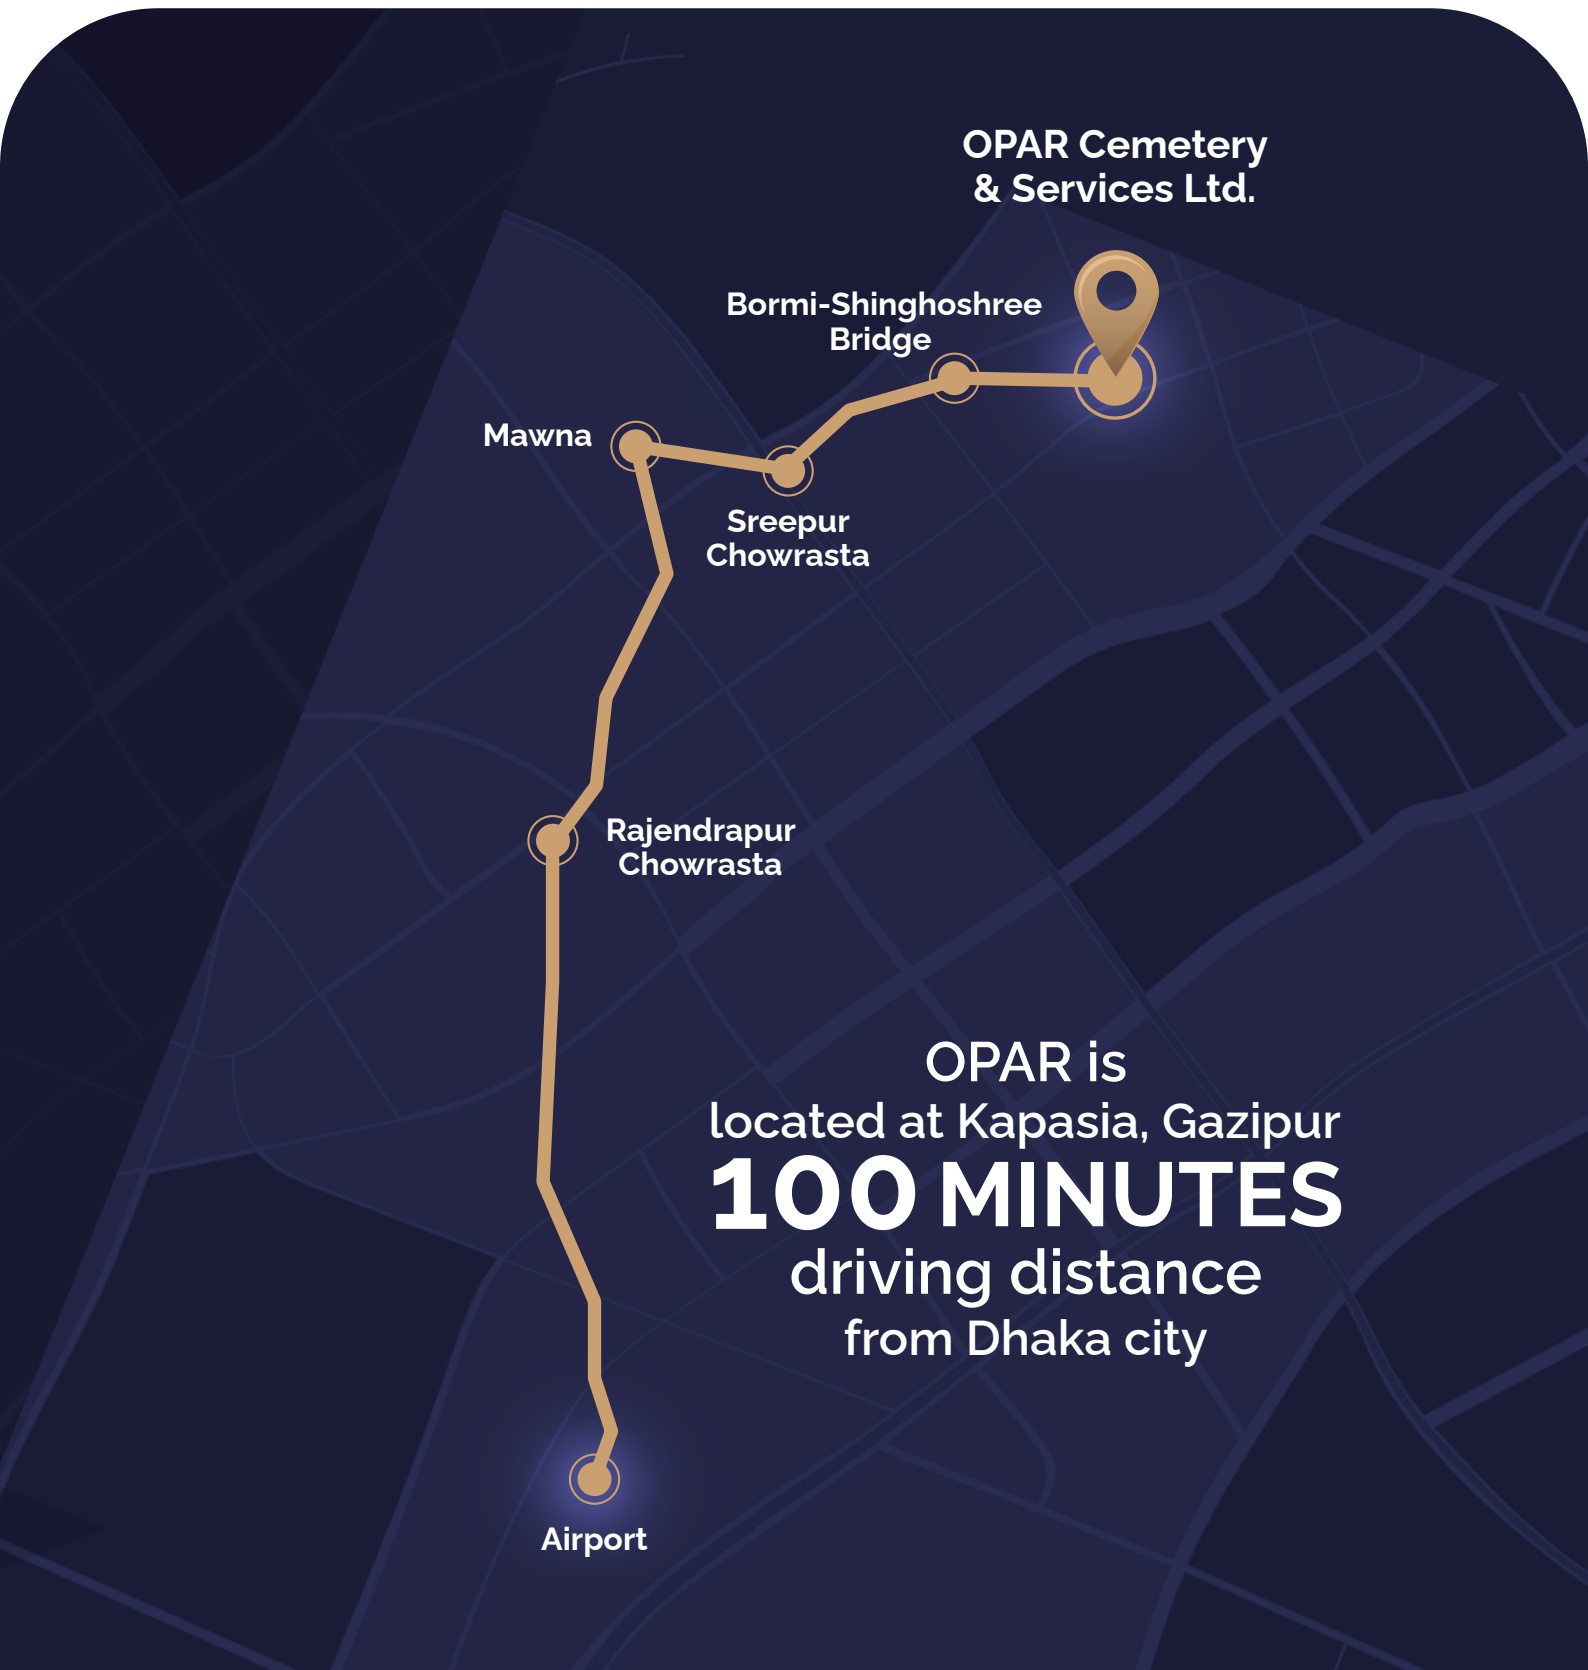 OPAR Cemetery
& Services Ltd.
Bormi-Shinghoshree
Bridge
Mawna
Sreepur
Chowrasta
Rajendrapur
Chowrasta
OPAR is
located at Kapasia, Gazipur
100 MINUTES
driving distance
from Dhaka city
Airport